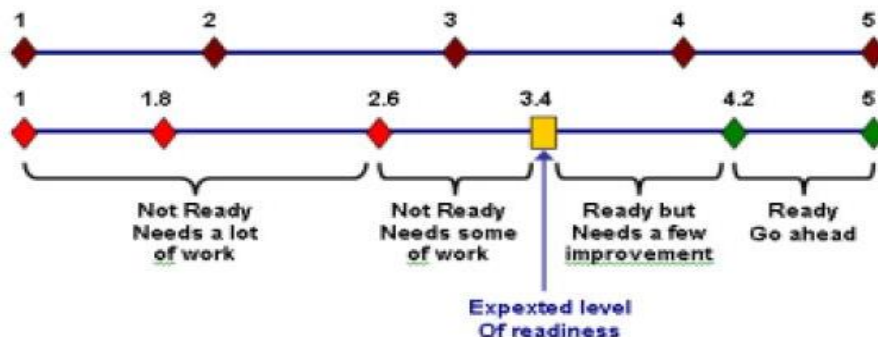 1 2 3 4 5
1 1.8 2.6 3.4 4.2 5
Not Ready
Needs a lot
of work
Not Ready
Needs some
of work
Ready but
Needs a few
improvement
Ready
Go ahead
Expexted level
Of readiness